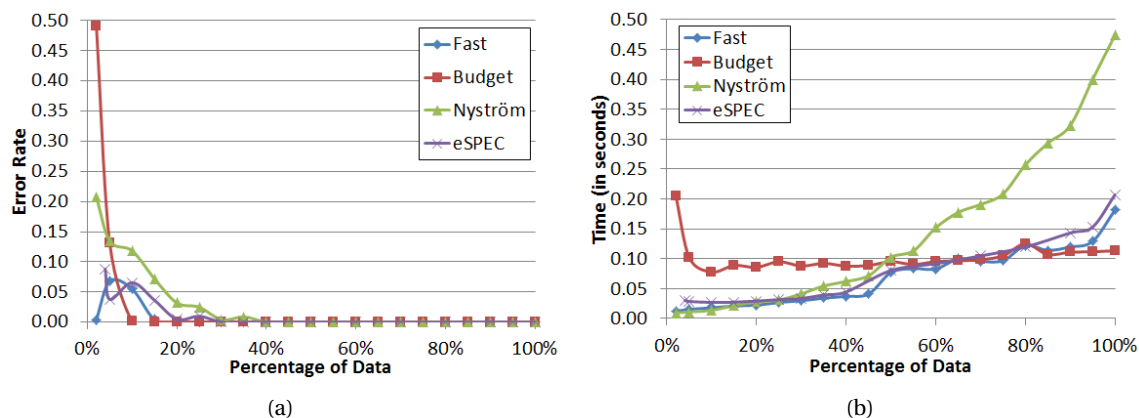 Error Rate
0.50
0.45
0.40
0.35
0.30
0.25
0.20
0.15
0.10
0.05
0.00
Fast
Budget
Nyström
eSPEC
0% 20% 40% 60% 80% 100%
Percentage of Data
(a)
Time (in seconds)
0.50
0.45
0.40
0.35
0.30
0.25
0.20
0.15
0.10
0.05
0.00
Fast
Budget
Nyström
eSPEC
0% 20% 40% 60% 80% 100%
Percentage of Data
(b)